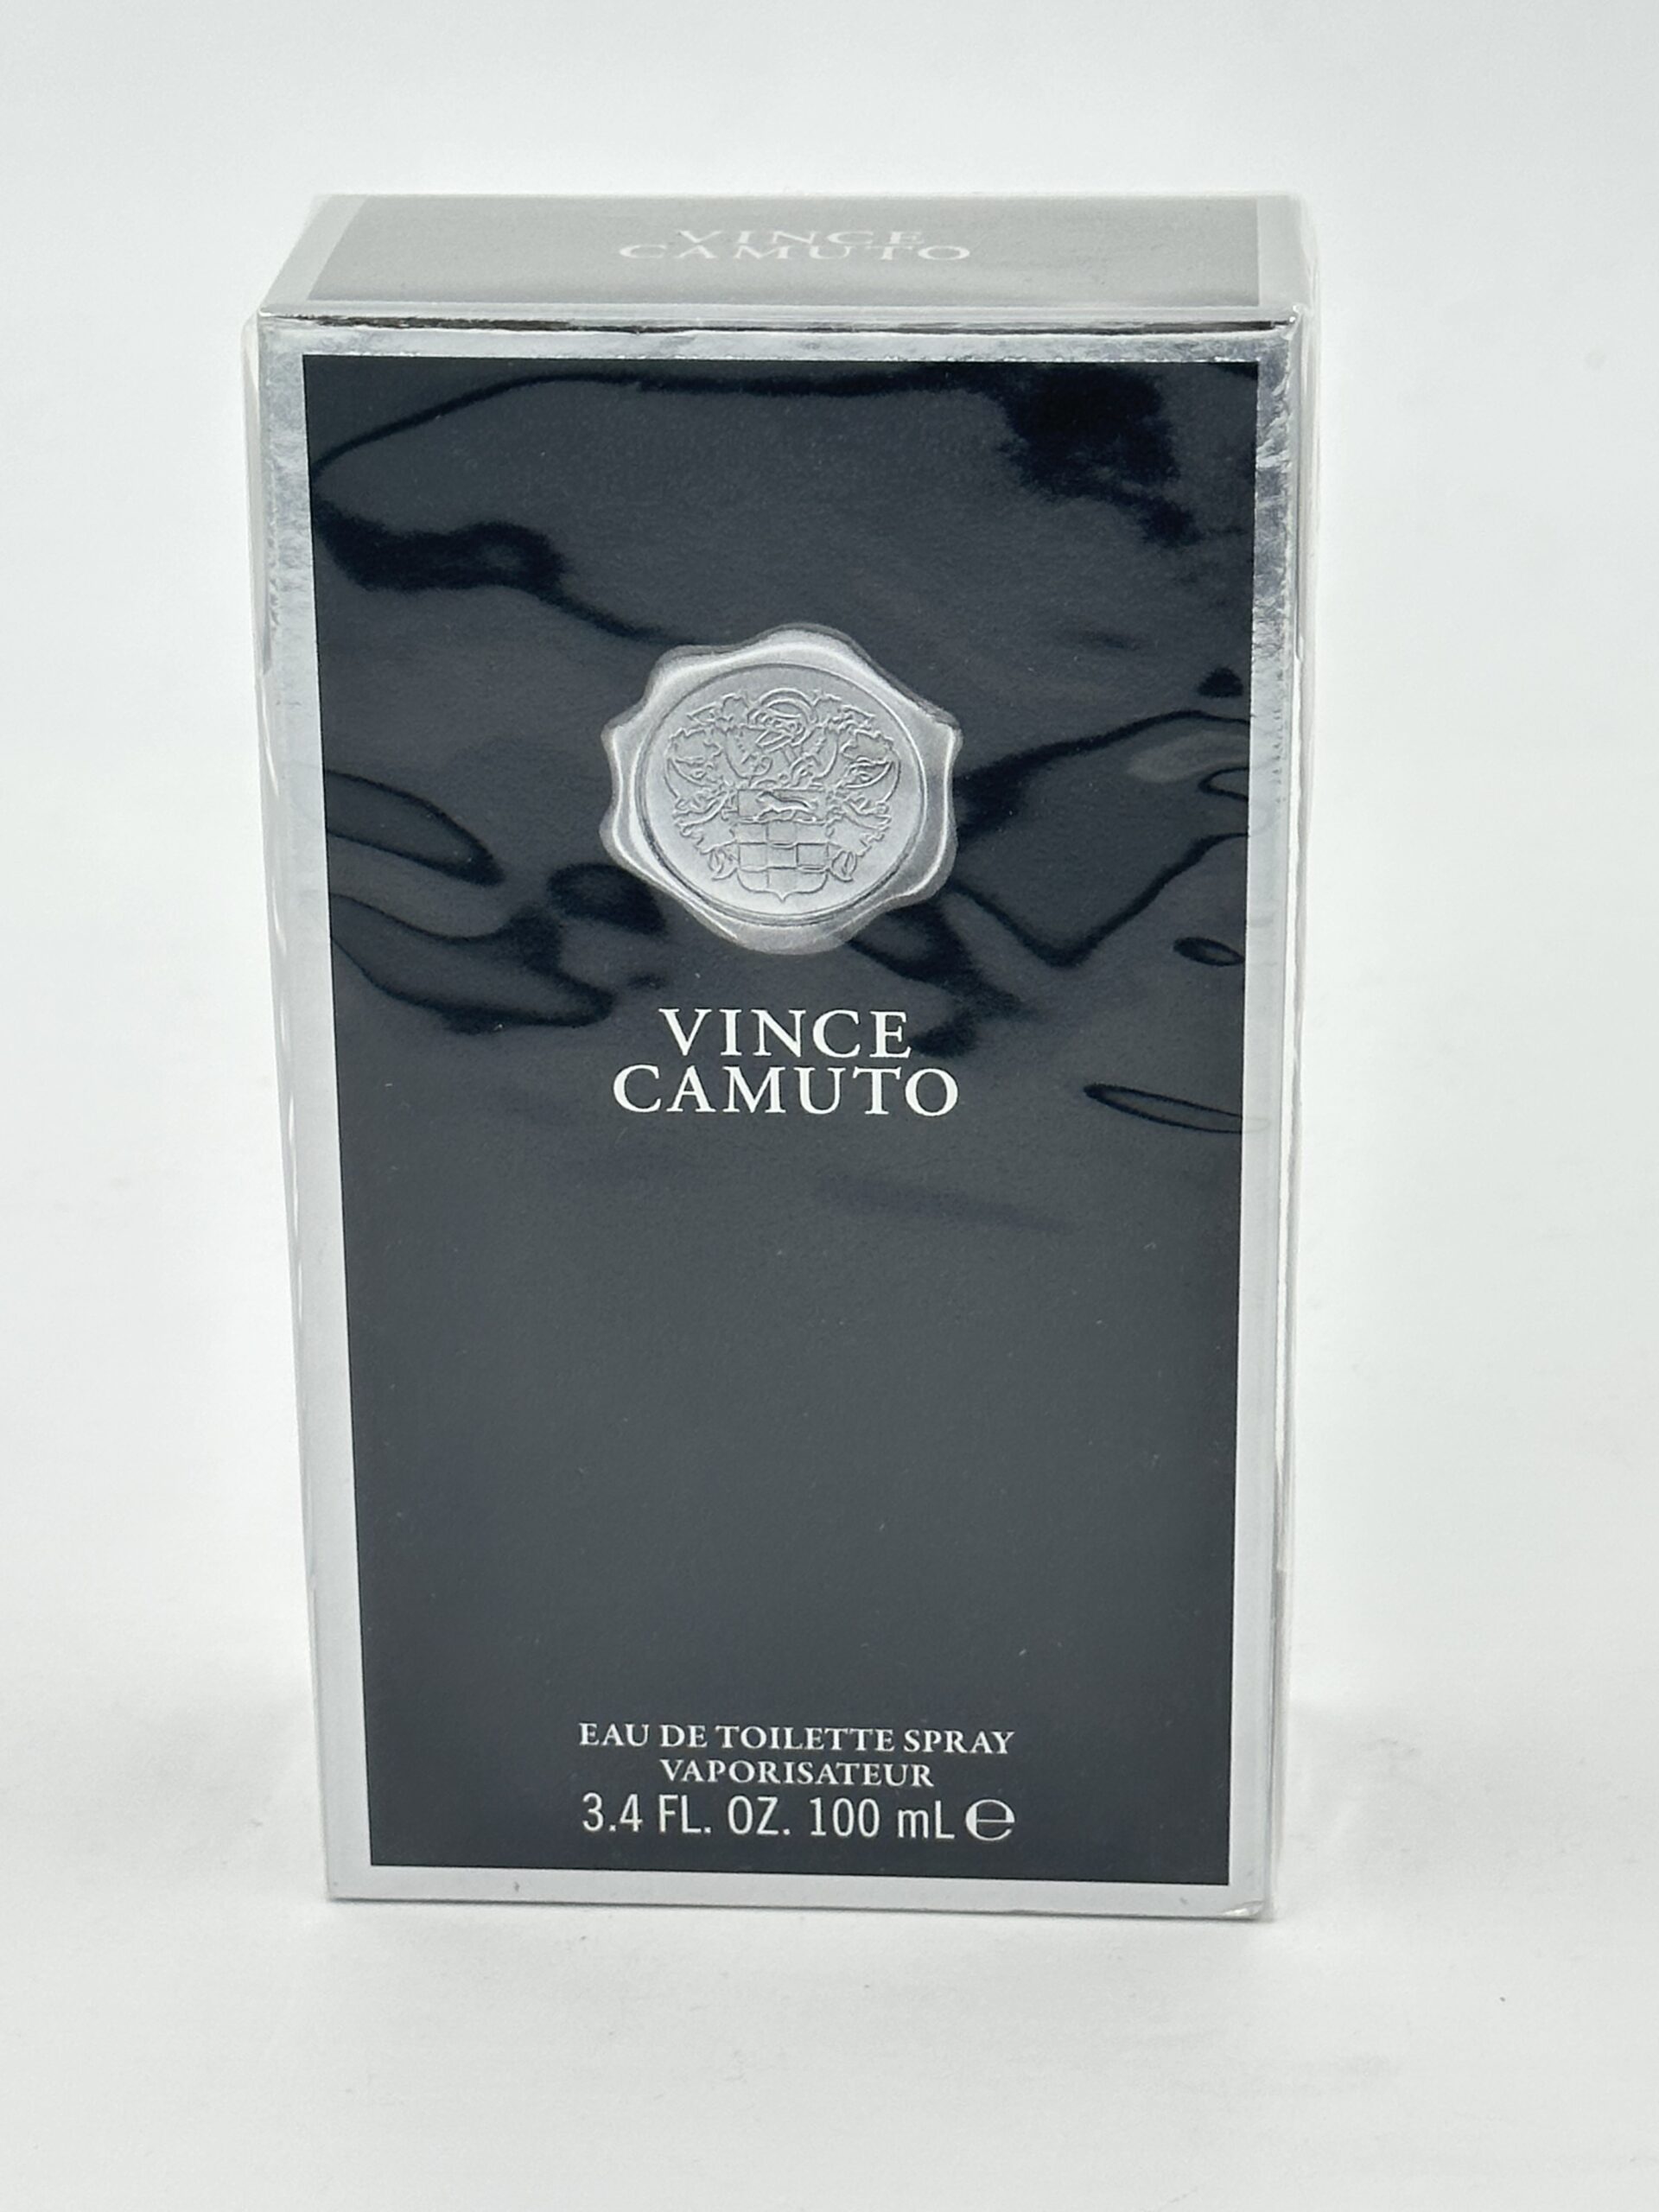 VINCE
CAMUTO
VINCE
CAMUTO
EAU DE TOILETTE SPRAY
VAPORISATEUR
3.4 FL. OZ. 100 mL ℮